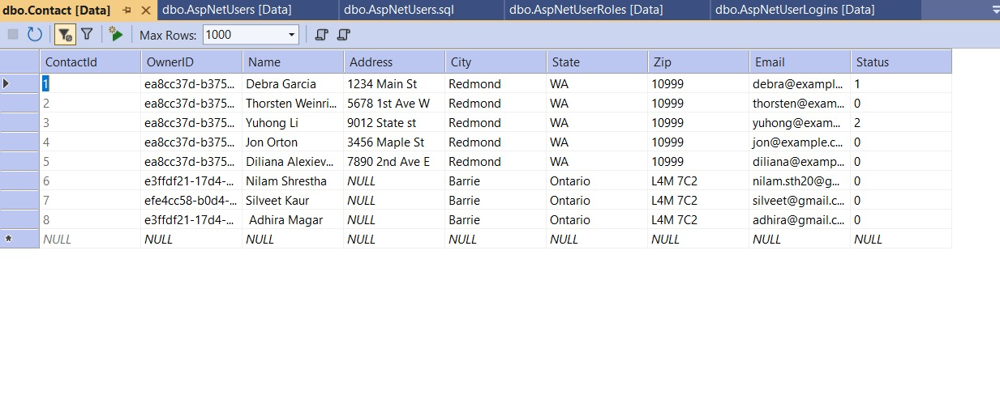 dbo.Contact [Data] dbo.AspNetUsers [Data] dbo.AspNetUsers.sql dbo.AspNetUserRoles [Data] dbo.AspNetUserLogins [Data]
Max Rows: 1000
ContactId OwnerID Name Address City State Zip Email Status
1 ea8cc37d-b375... Debra Garcia 1234 Main St Redmond WA 10999 debra@exampl... 1
2 ea8cc37d-b375... Thorsten Weinri... 5678 1st Ave W Redmond WA 10999 thorsten@exam... 0
3 ea8cc37d-b375... Yuhong Li 9012 State st Redmond WA 10999 yuhong@exam... 2
4 ea8cc37d-b375... Jon Orton 3456 Maple St Redmond WA 10999 jon@example.c... 0
5 ea8cc37d-b375... Diliana Alexiev... 7890 2nd Ave E Redmond WA 10999 diliana@examp... 0
6 e3ffdf21-17d4-... Nilam Shrestha NULL Barrie Ontario L4M 7C2 nilam.sth20@g... 0
7 efe4cc58-b0d4-... Silveet Kaur NULL Barrie Ontario L4M 7C2 silveet@gmail.c... 0
8 e3ffdf21-17d4-... Adhira Magar NULL Barrie Ontario L4M 7C2 adhira@gmail.c... 0
NULL NULL NULL NULL NULL NULL NULL NULL NULL